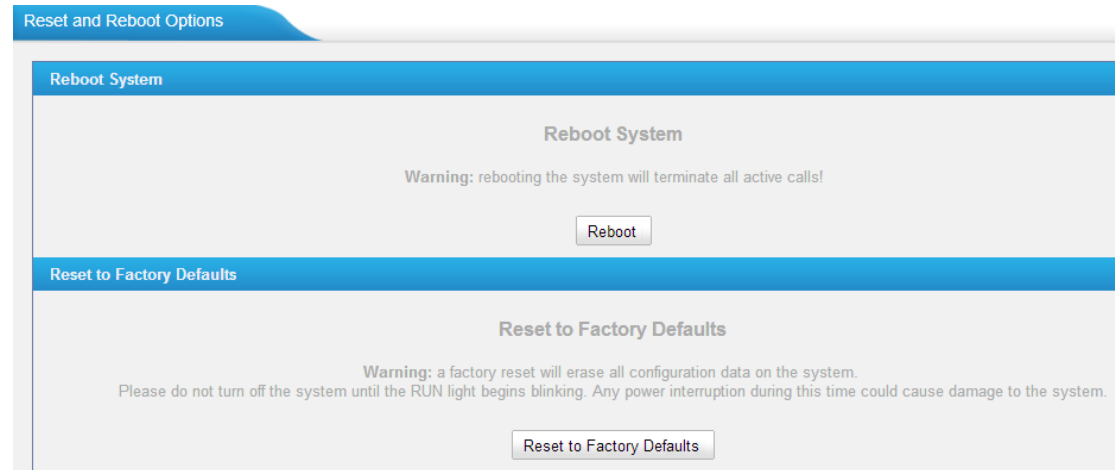 Reset and Reboot Options
Reboot System
Reboot System
Warning: rebooting the system will terminate all active calls!
Reboot
Reset to Factory Defaults
Reset to Factory Defaults
Warning: a factory reset will erase all configuration data on the system.
Please do not turn off the system until the RUN light begins blinking. Any power interruption during this time could cause damage to the system.
Reset to Factory Defaults